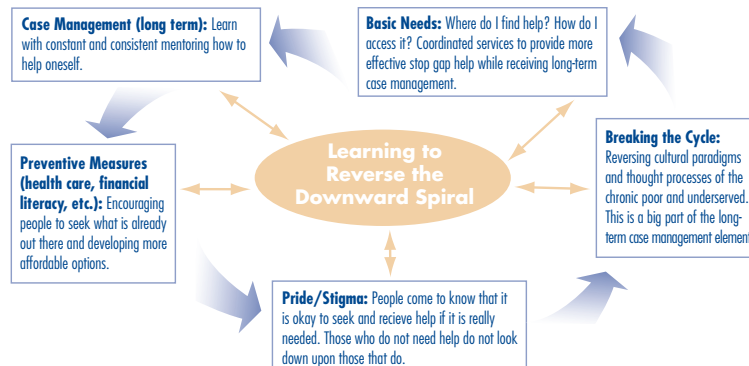 Case Management (long term): Learn
with constant and consistent mentoring how to
help oneself.
Basic Needs: Where do I find help? How do I
access it? Coordinated services to provide more
effective stop gap help while receiving long-term
case management.
Learning to
Reverse the
Downward Spiral
Preventive Measures
(health care, financial
literacy, etc.): Encouraging
people to seek what is already
out there and developing more
affordable options.
Breaking the Cycle:
Reversing cultural paradigms
and thought processes of the
chronic poor and underserved.
This is a big part of the long-
term case management element
Pride/Stigma: People come to know that it
is okay to seek and recieve help if it is really
needed. Those who do not need help do not look
down upon those that do.